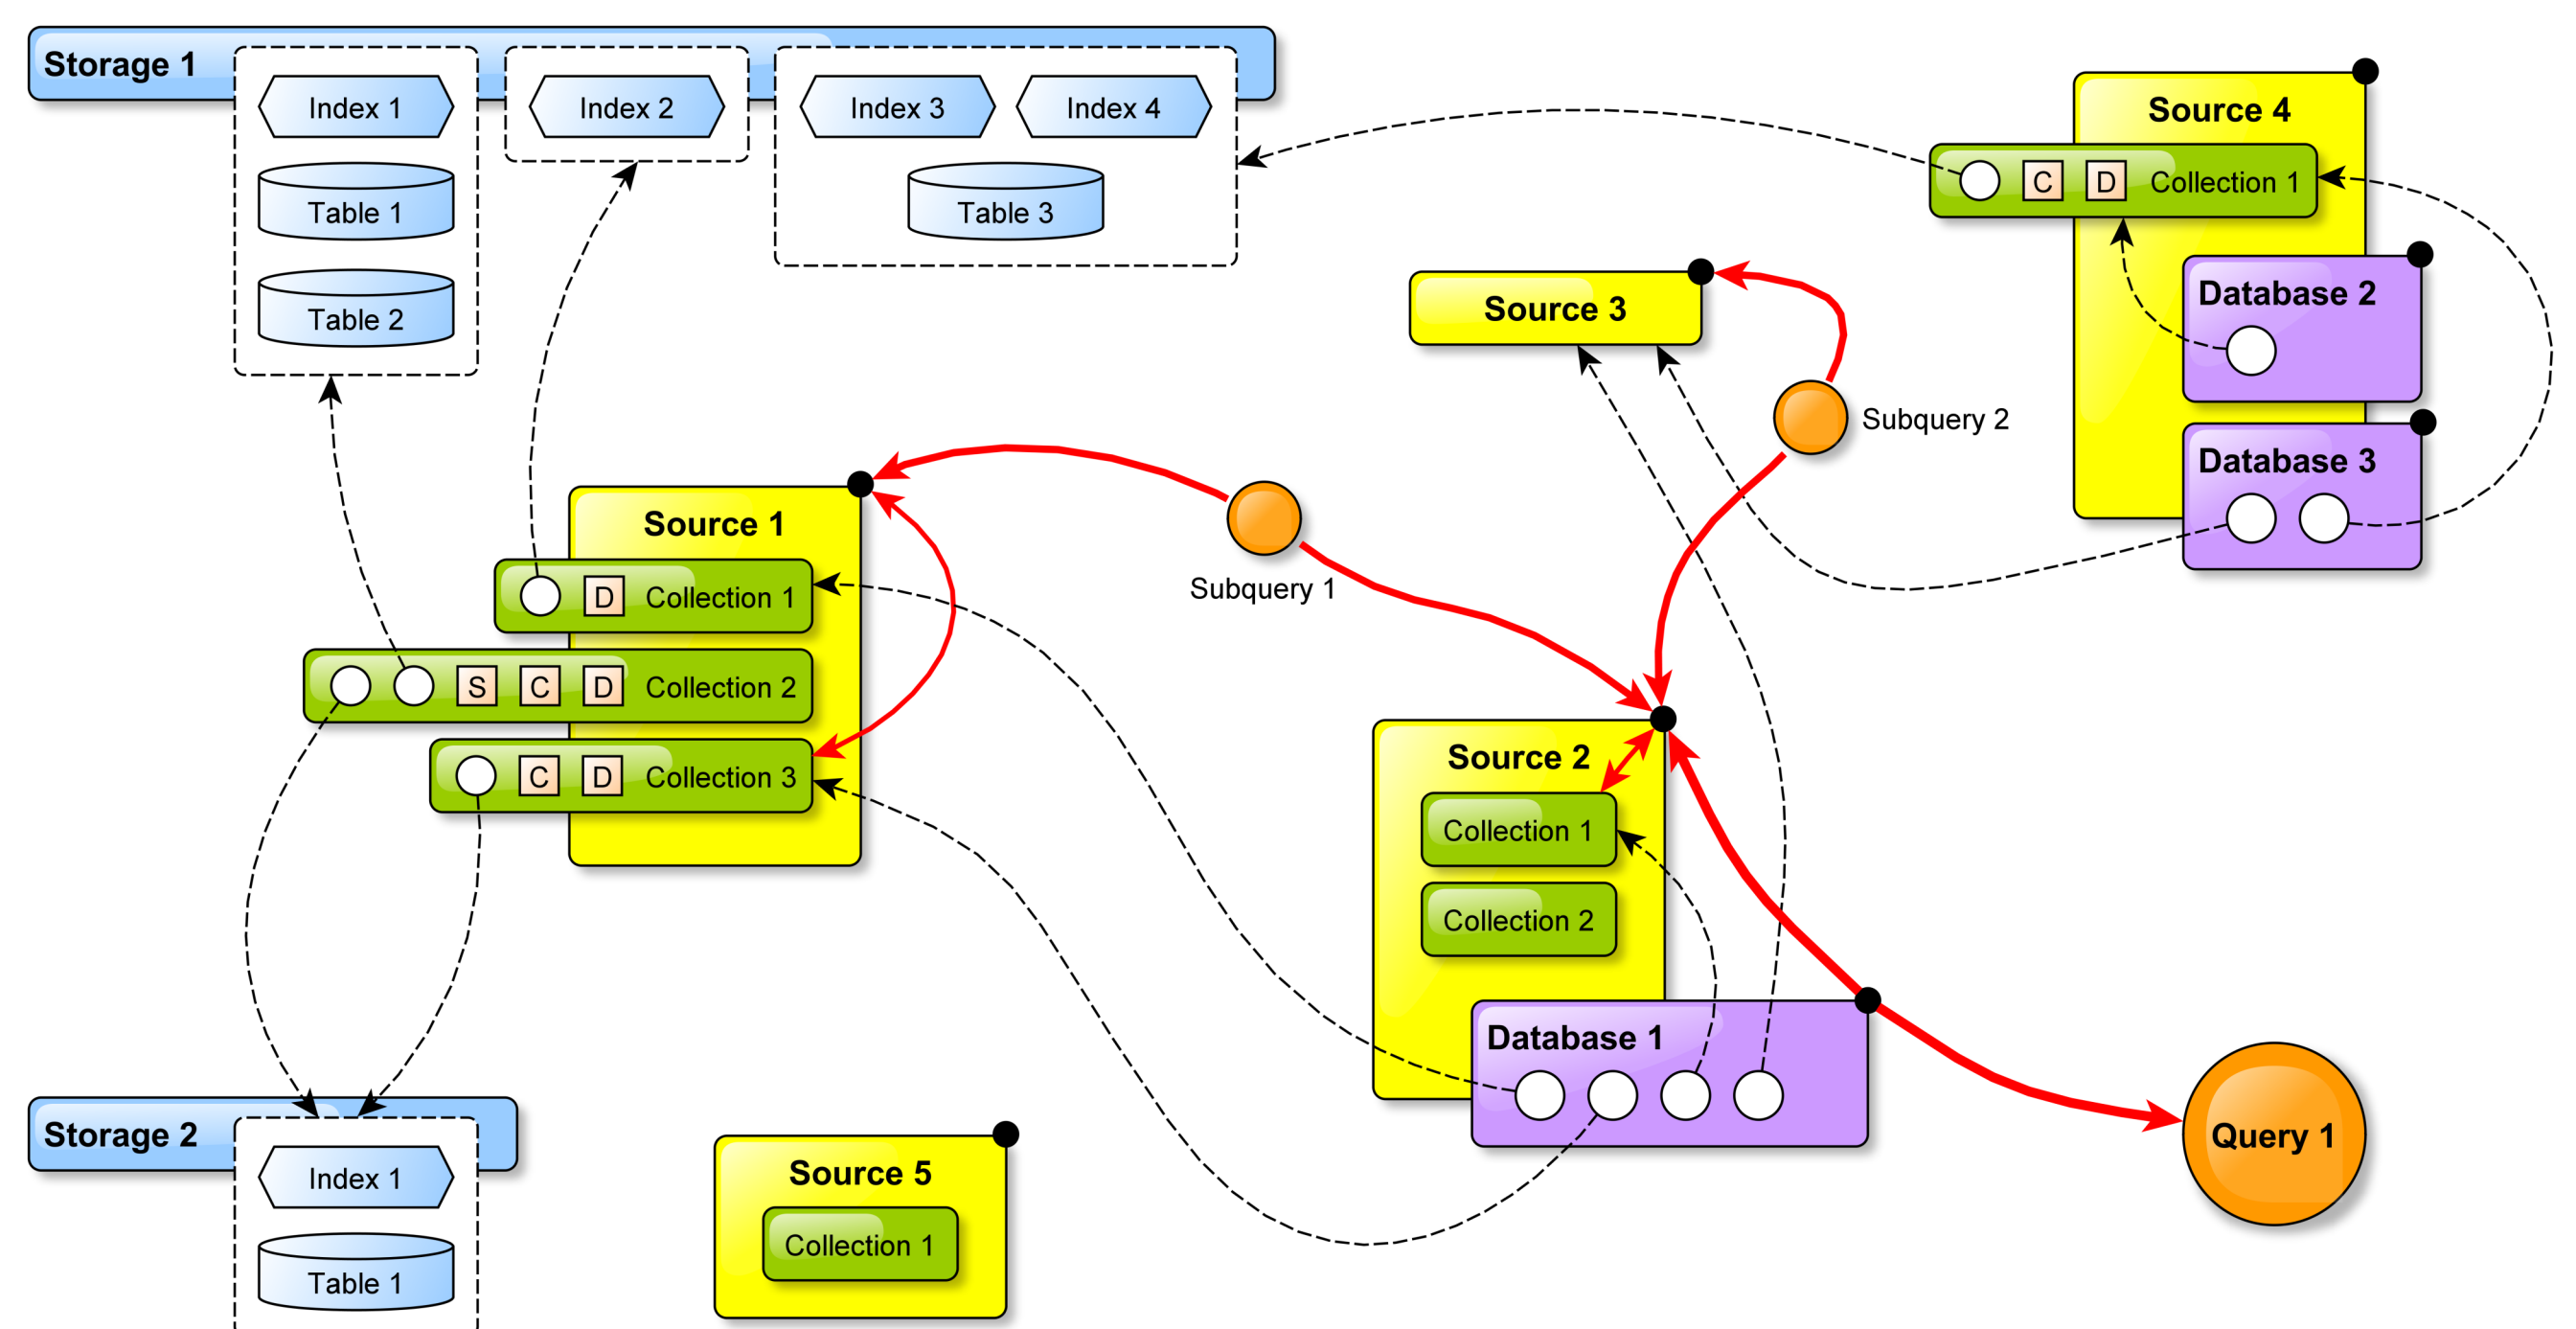 Storage 1
Index 1
Index 2
Index 3
Index 4
Table 1
Table 3
Table 2
Source 4
C
D
Collection 1
Database 2
Source 3
Subquery 2
Database 3
Source 1
D
Collection 1
Subquery 1
S
C
D
Collection 2
C
D
Collection 3
Source 2
Collection 1
Collection 2
Database 1
Storage 2
Index 1
Table 1
Source 5
Collection 1
Query 1